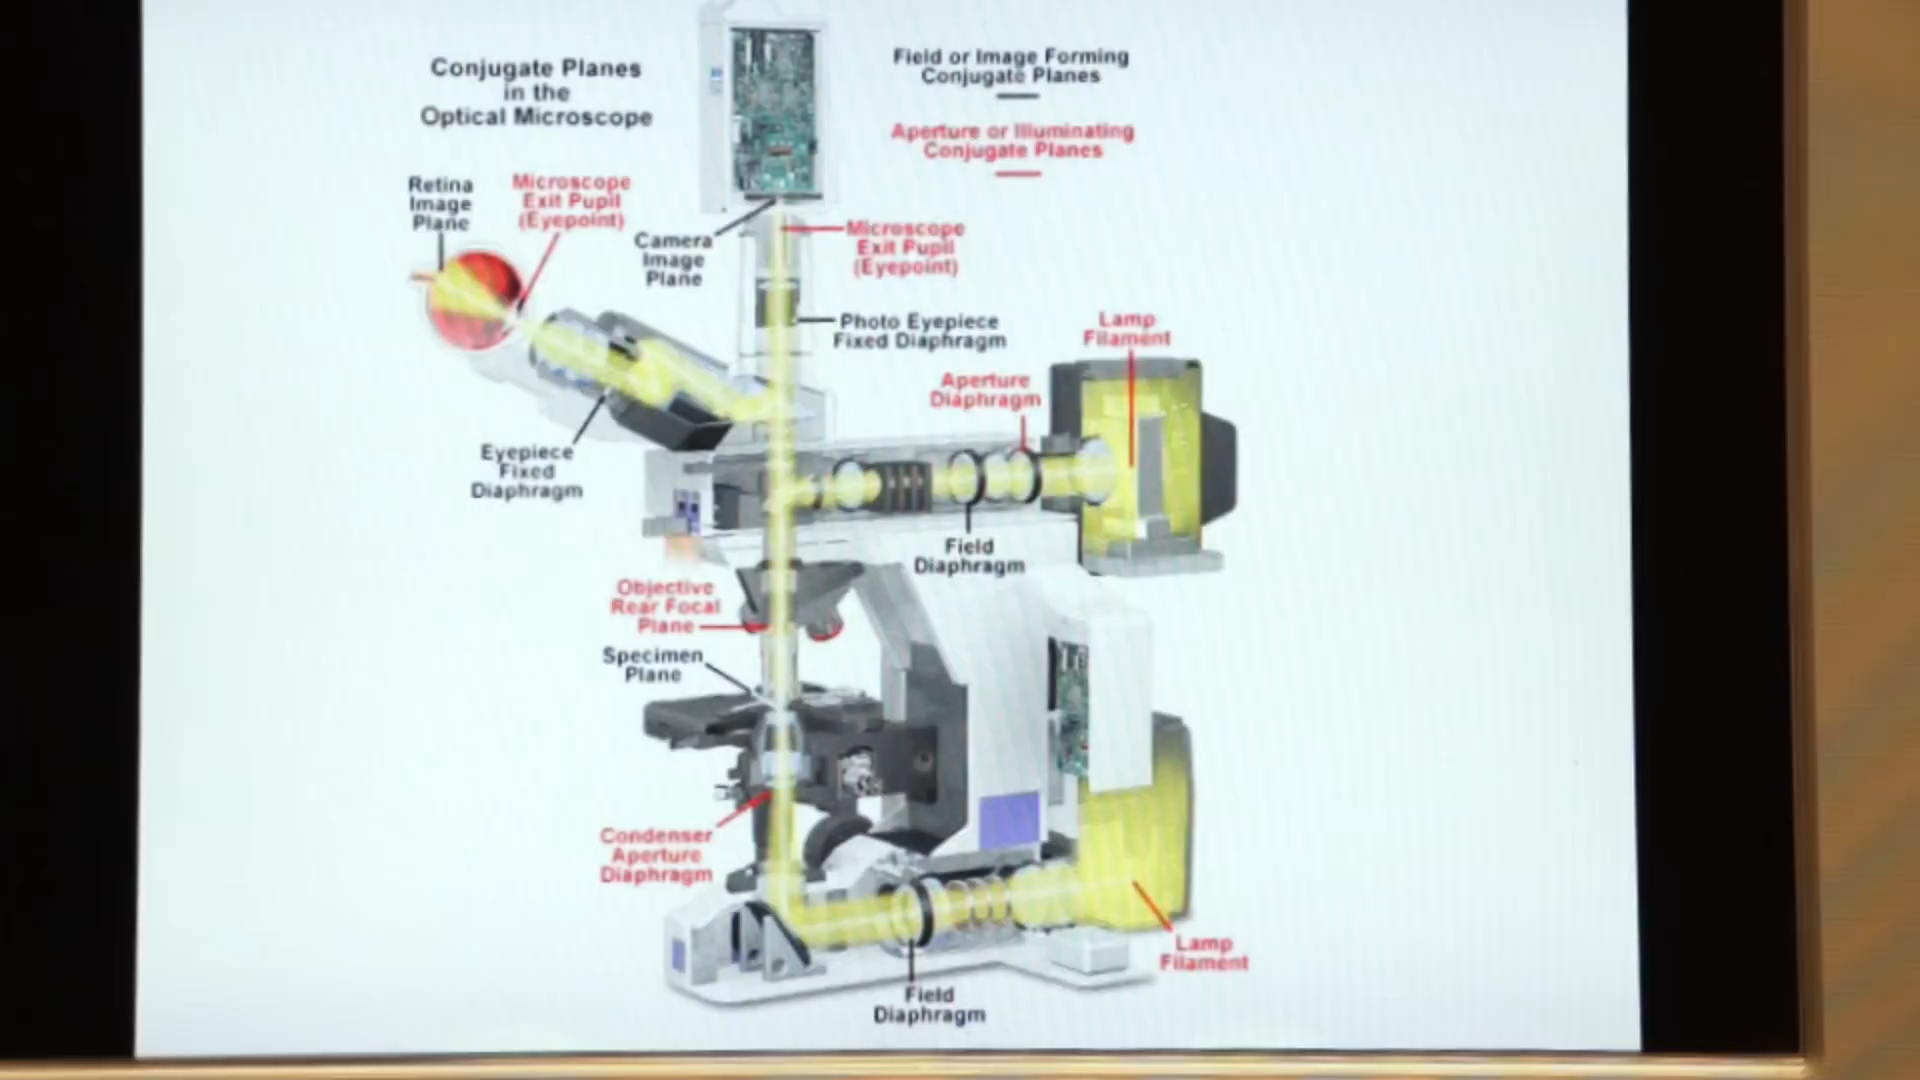 Conjugate Planes
in the
Optical Microscope
Field or Image Forming
Conjugate Planes
Aperture or Illuminating
Conjugate Planes
Retina
Image
Plane
Microscope
Exit Pupil
(Eyepoint)
Camera
Image
Plane
Microscope
Exit Pupil
(Eyepoint)
Photo Eyepiece
Fixed Diaphragm
Lamp
Filament
Aperture
Diaphragm
Eyepiece
Fixed
Diaphragm
Field
Diaphragm
Objective
Rear Focal
Plane
Specimen
Plane
Condenser
Aperture
Diaphragm
Lamp
Filament
Field
Diaphragm